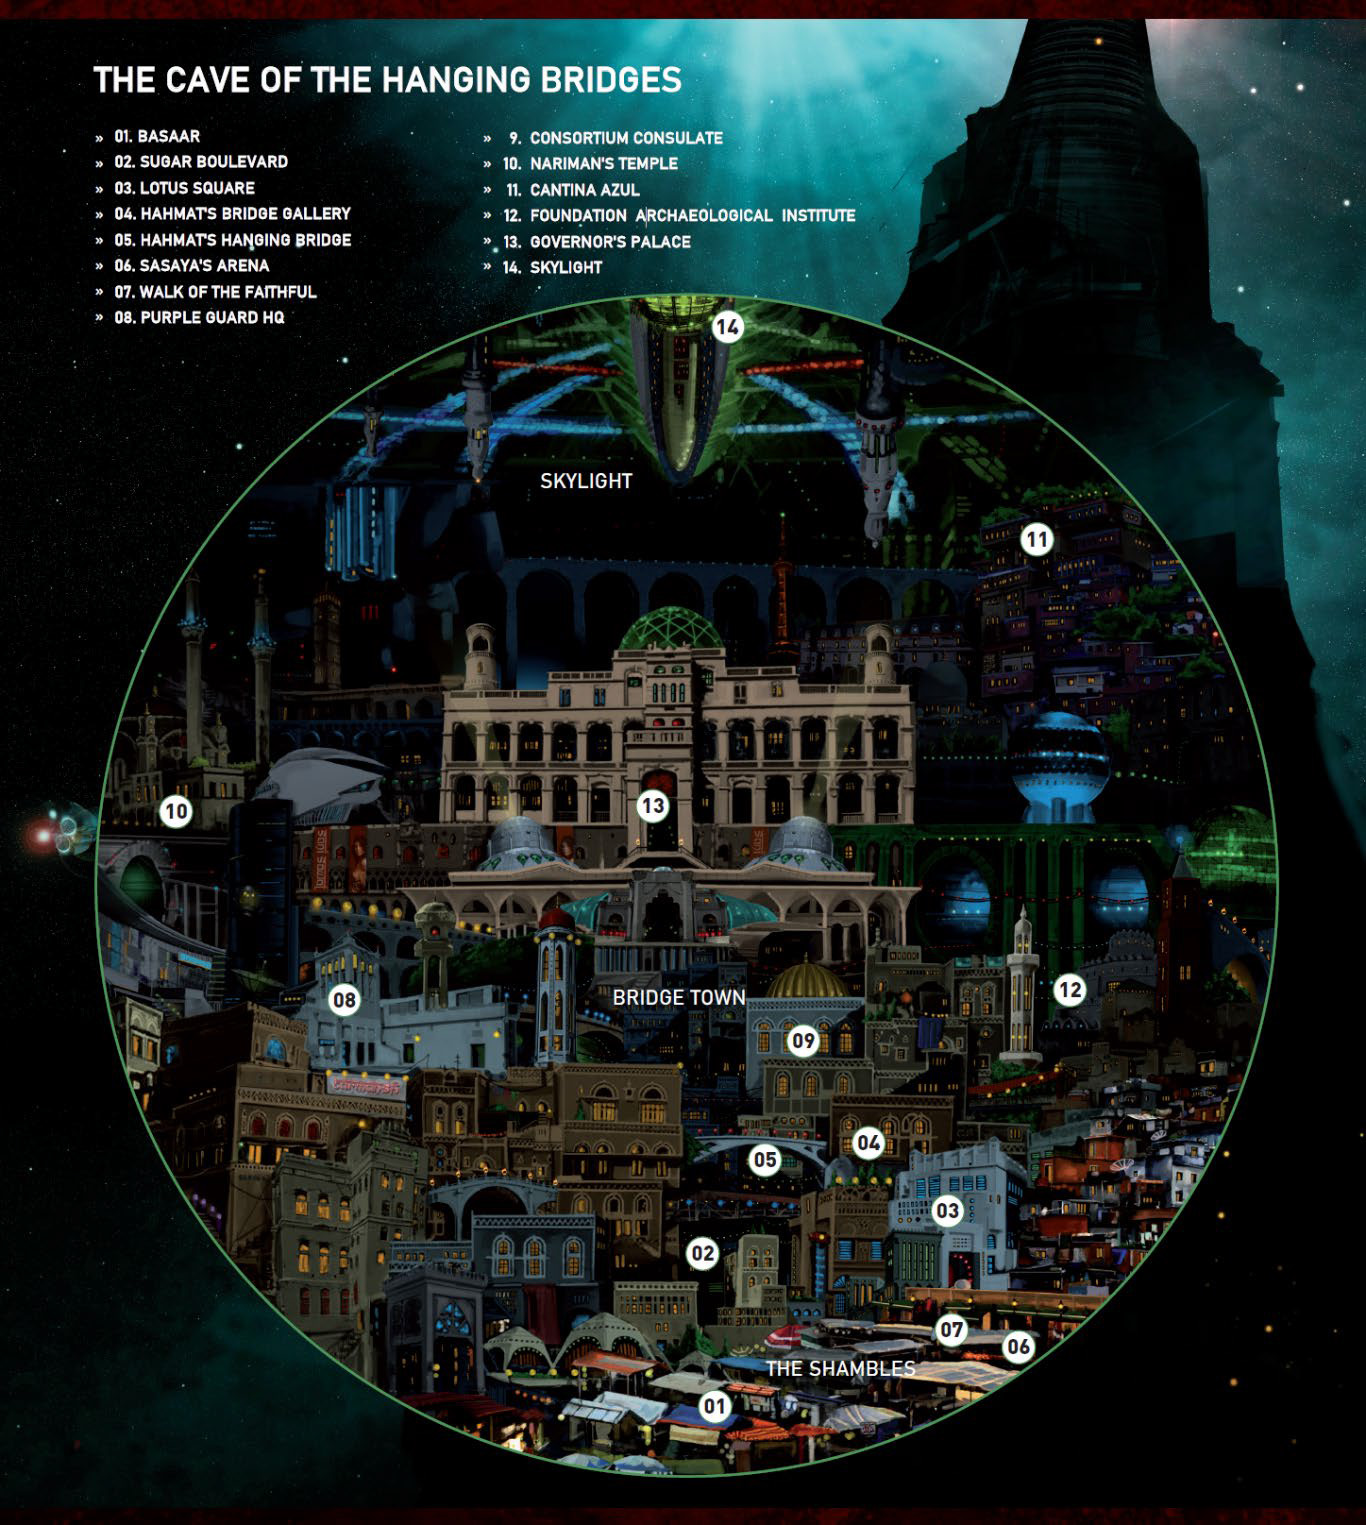 THE CAVE OF THE HANGING BRIDGES
» 01. BASAAR
» 02. SUGAR BOULEVARD
» 03. LOTUS SQUARE
» 04. HAHMAT'S BRIDGE GALLERY
» 05. HAHMAT'S HANGING BRIDGE
» 06. SASAYA'S ARENA
» 07. WALK OF THE FAITHFUL
» 08. PURPLE GUARD HQ
» 9. CONSORTIUM CONSULATE
» 10. NARIMAN'S TEMPLE
» 11. CANTINA AZUL
» 12. FOUNDATION ARCHAEOLOGICAL INSTITUTE
» 13. GOVERNOR'S PALACE
» 14. SKYLIGHT
14
SKYLIGHT
11
13
10
12
08
BRIDGE TOWN
09
04
05
03
02
07
06
THE SHAMBLES
01